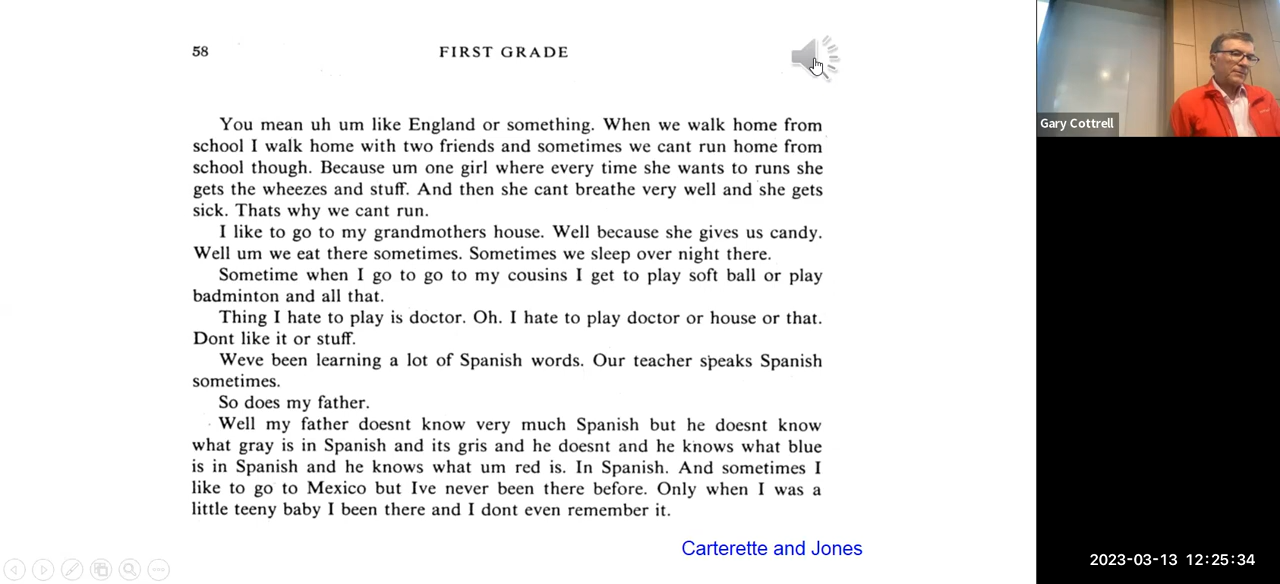 58 FIRST GRADE
You mean uh um like England or something. When we walk home from
school I walk home with two friends and sometimes we cant run home from
school though. Because um one girl where every time she wants to runs she
gets the wheezes and stuff. And then she cant breathe very well and she gets
sick. Thats why we cant run.
I like to go to my grandmothers house. Well because she gives us candy.
Well um we eat there sometimes. Sometimes we sleep over night there.
Sometime when I go to go to my cousins I get to play soft ball or play
badminton and all that.
Thing I hate to play is doctor. Oh. I hate to play doctor or house or that.
Dont like it or stuff.
Weve been learning a lot of Spanish words. Our teacher speaks Spanish
sometimes.
So does my father.
Well my father doesnt know very much Spanish but he doesnt know
what gray is in Spanish and its gris and he doesnt and he knows what blue
is in Spanish and he knows what um red is. In Spanish. And sometimes I
like to go to Mexico but Ive never been there before. Only when I was a
little teeny baby I been there and I dont even remember it.
Carterette and Jones
Gary Cottrell
2023-03-13 12:25:34